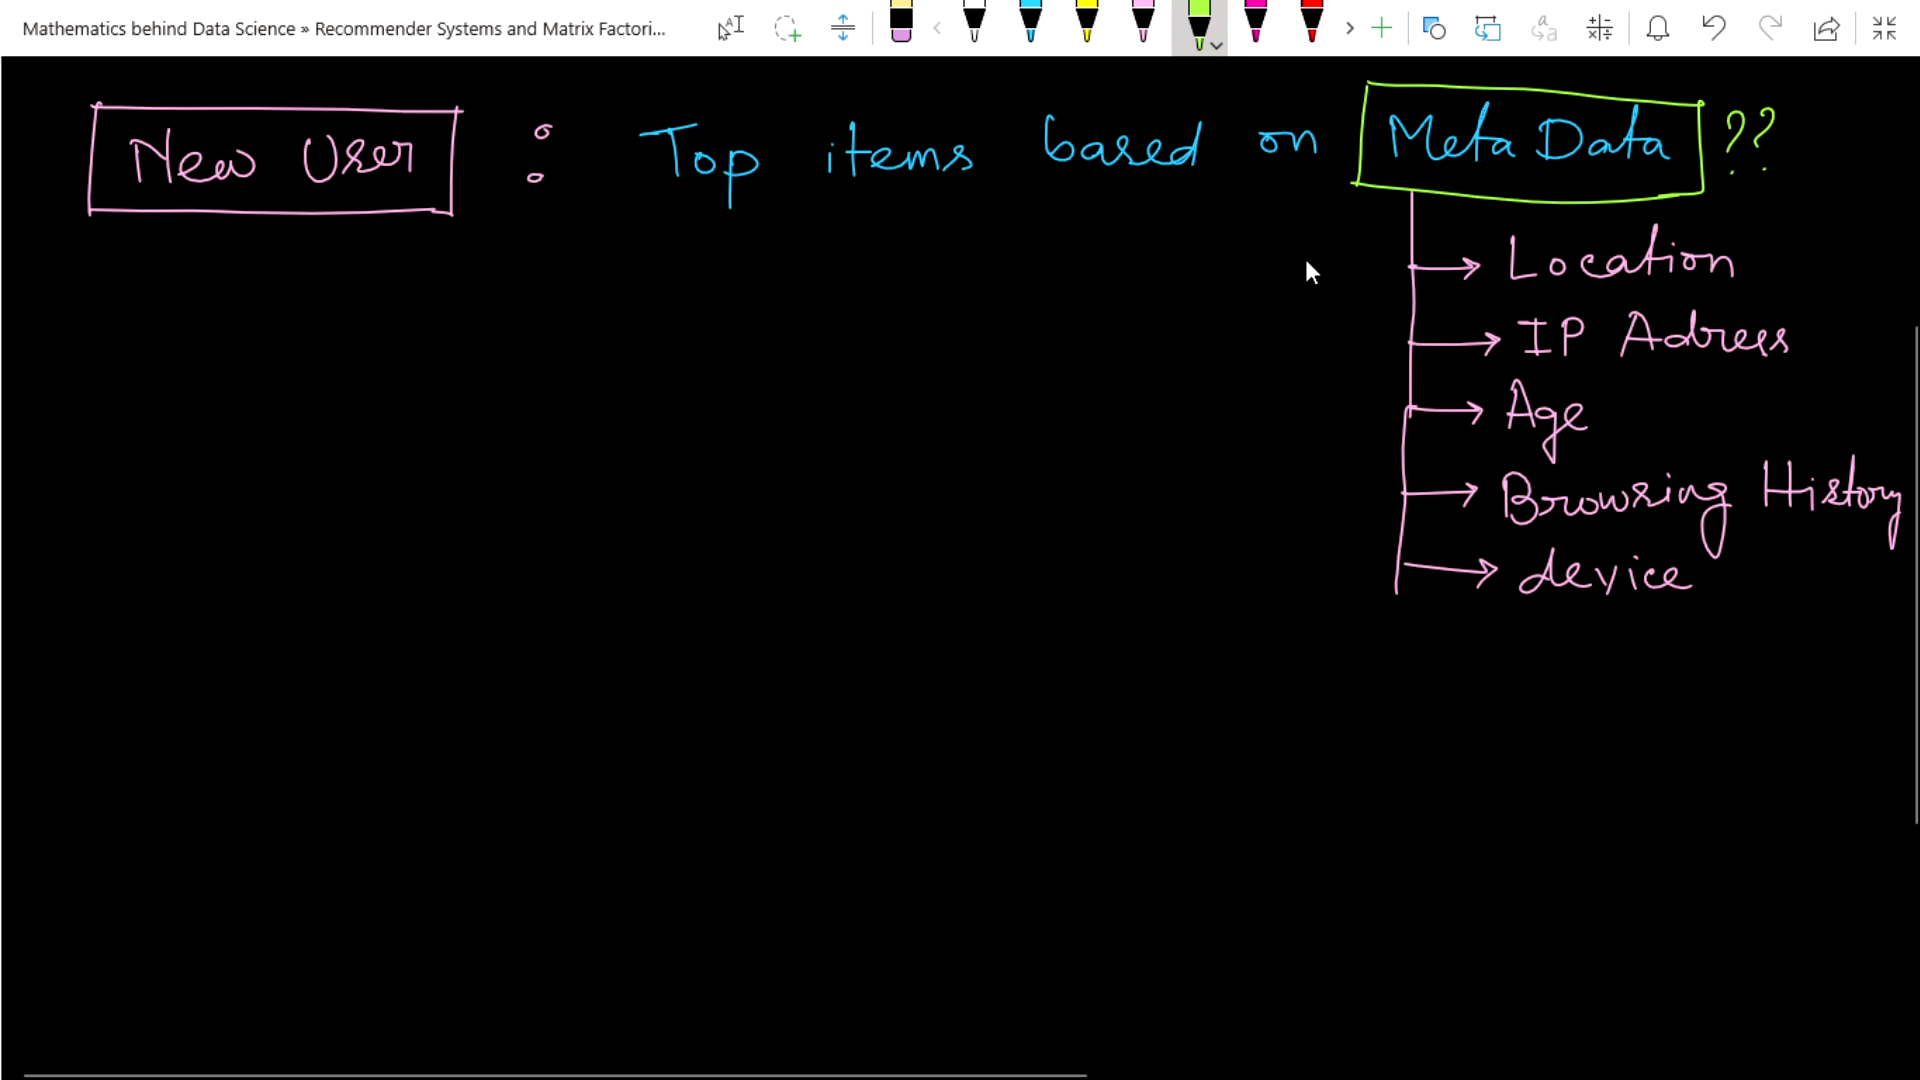 Mathematics behind Data Science » Recommender Systems and Matrix Factori...
New User : Top items based on Meta Data ??
Location
IP Adress
Age
Browsing History
device